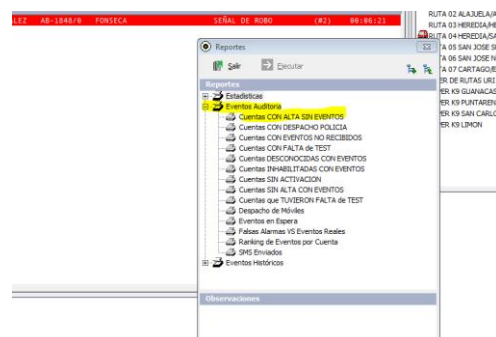 LEZ AB-1848/0 FONSECA SEÑAL DE ROBO (#2) 00:06:21
RUTA 02 ALAJUELA/A
RUTA 03 HEREDIA/H
RUTA 04 HEREDIA/SA
TA 05 SAN JOSE S
TA 06 SAN JOSE N
TA 07 CARTAGO/E
ER DE RUTAS URI
ER K9 GUANACAS
ER K9 PUNTAREN
ER K9 SAN CARLO
ER K9 LIMON
Reportes
Salir Ejecutar
Reportes
Estadisticas
Eventos Auditoria
Cuentas CON ALTA SIN EVENTOS
Cuentas CON DESPACHO POLICIA
Cuentas CON EVENTOS NO RECIBIDOS
Cuentas CON FALTA de TEST
Cuentas DESCONOCIDAS CON EVENTOS
Cuentas INHABILITADAS CON EVENTOS
Cuentas SIN ACTIVACION
Cuentas SIN ALTA CON EVENTOS
Cuentas que TUVIERON FALTA de TEST
Despacho de Móviles
Eventos en Espera
Falsas Alarmas VS Eventos Reales
Ranking de Eventos por Cuenta
SMS Enviados
Eventos Históricos
Observaciones